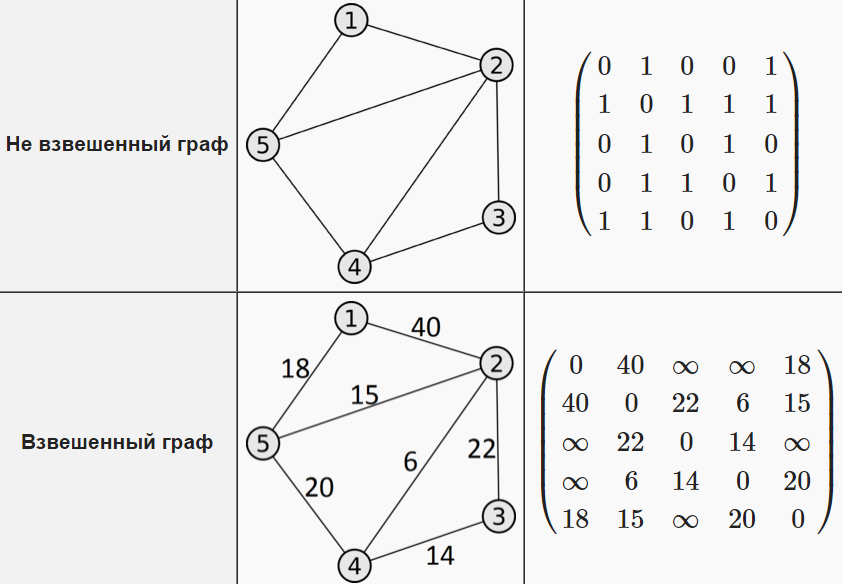 Не взвешенный граф
1
2
5
3
4
0 1 0 0 1
1 0 1 1 1
0 1 0 1 0
0 1 1 0 1
1 1 0 1 0
Взвешенный граф
1
40
2
18
15
5
6
22
20
3
14
4
0 40 ∞ ∞ 18
40 0 22 6 15
∞ 22 0 14 ∞
∞ 6 14 0 20
18 15 ∞ 20 0